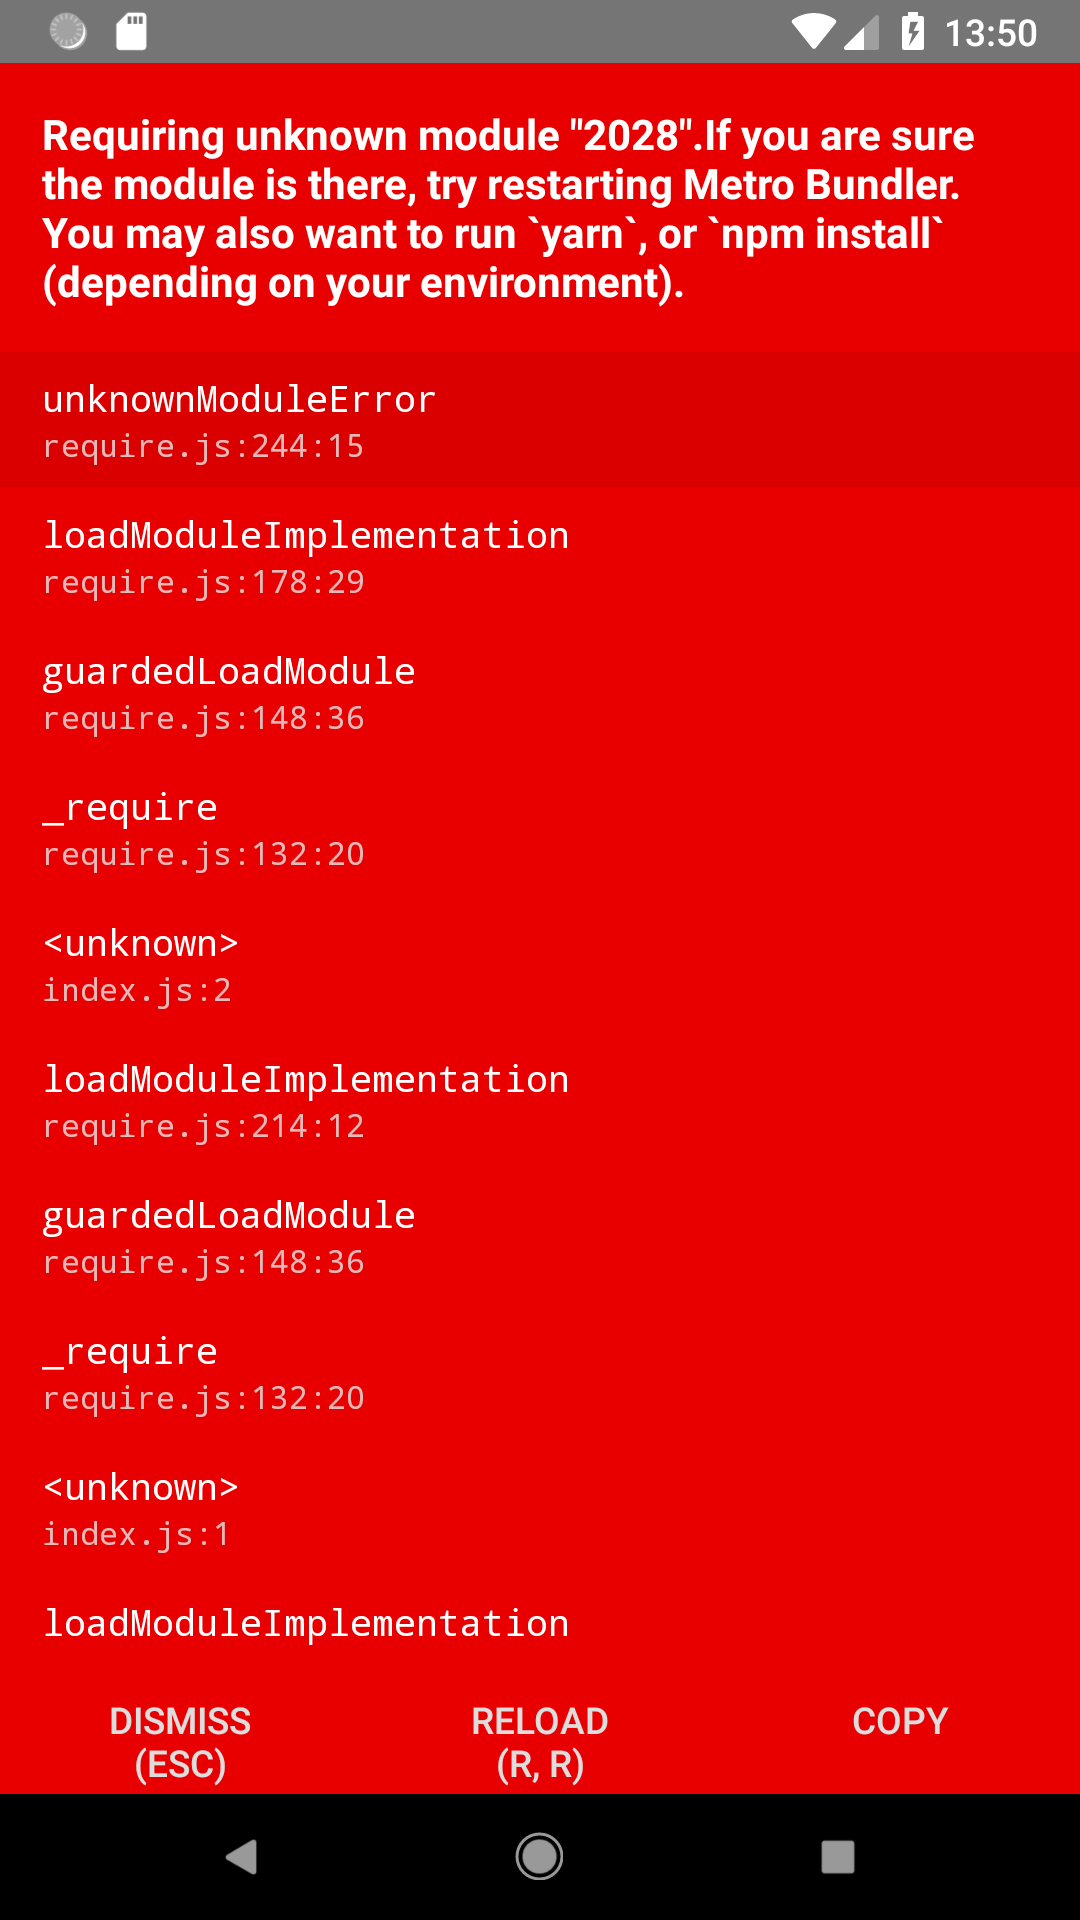 13:50
Requiring unknown module "2028".If you are sure
the module is there, try restarting Metro Bundler.
You may also want to run `yarn`, or `npm install`
(depending on your environment).
unknownModuleError
require.js:244:15
loadModuleImplementation
require.js:178:29
guardedLoadModule
require.js:148:36
_require
require.js:132:20
<unknown>
index.js:2
loadModuleImplementation
require.js:214:12
guardedLoadModule
require.js:148:36
_require
require.js:132:20
<unknown>
index.js:1
loadModuleImplementation
DISMISS
(ESC)
RELOAD
(R, R)
COPY